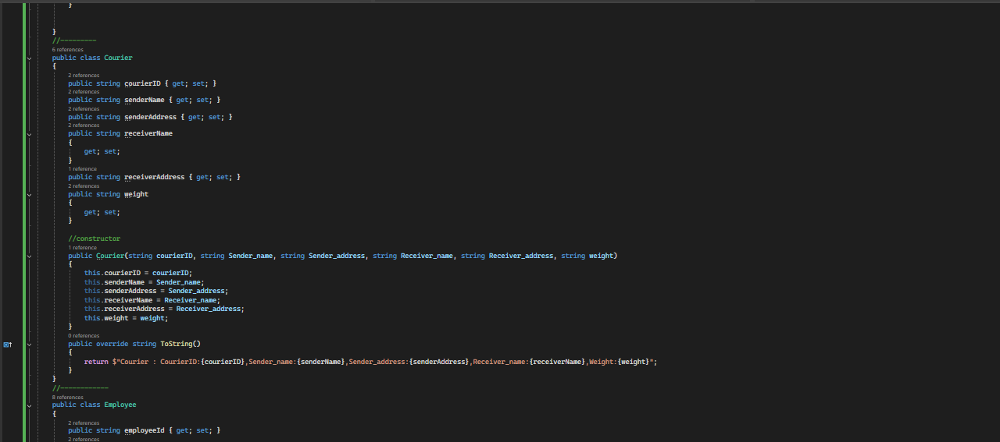 }
}
//---------
6 references
public class Courier
{
2 references
public string courierID { get; set; }
2 references
public string senderName { get; set; }
2 references
public string senderAddress { get; set; }
2 references
public string receiverName
{
get; set;
}
1 reference
public string receiverAddress { get; set; }
2 references
public string weight
{
get; set;
}
//constructor
1 reference
public Courier(string courierID, string Sender_name, string Sender_address, string Receiver_name, string Receiver_address, string weight)
{
this.courierID = courierID;
this.senderName = Sender_name;
this.senderAddress = Sender_address;
this.receiverName = Receiver_name;
this.receiverAddress = Receiver_address;
this.weight = weight;
}
0 references
public override string ToString()
{
return $"Courier : CourierID:{courierID},Sender_name:{senderName},Sender_address:{senderAddress},Receiver_name:{receiverName},Weight:{weight}";
}
}
//------------
8 references
public class Employee
{
2 references
public string employeeId { get; set; }
2 references